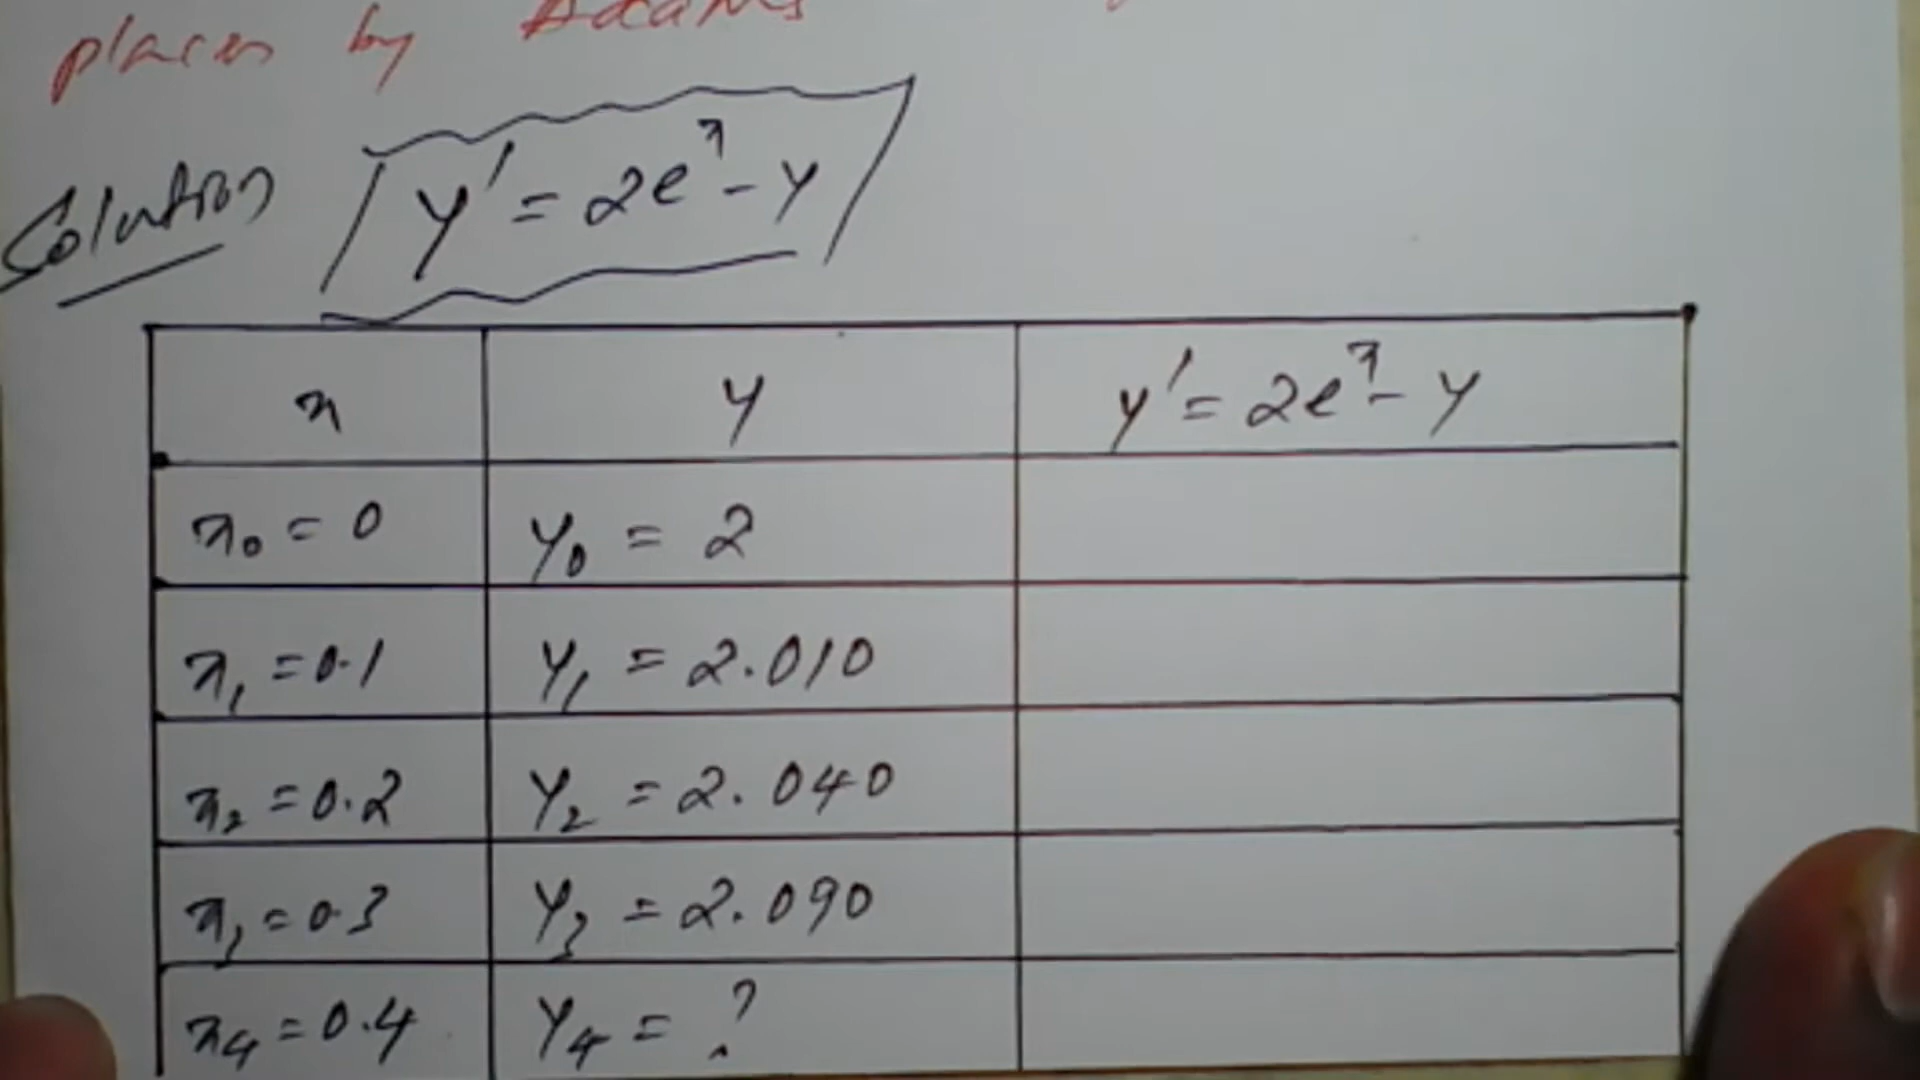 places by Adams
Solution y' = 2e^x - y
x y y' = 2e^x - y
x₀ = 0 y₀ = 2
x₁ = 0.1 y₁ = 2.010
x₂ = 0.2 y₂ = 2.040
x₃ = 0.3 y₃ = 2.090
x₄ = 0.4 y₄ = ?